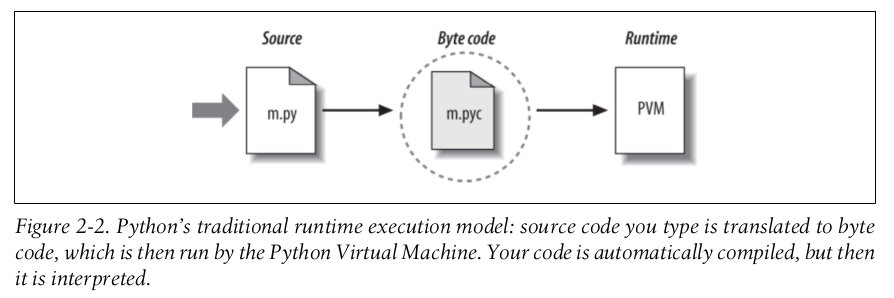 Source
Byte code
Runtime
m.py
m.pyc
PVM
Figure 2-2. Python’s traditional runtime execution model: source code you type is translated to byte
code, which is then run by the Python Virtual Machine. Your code is automatically compiled, but then
it is interpreted.